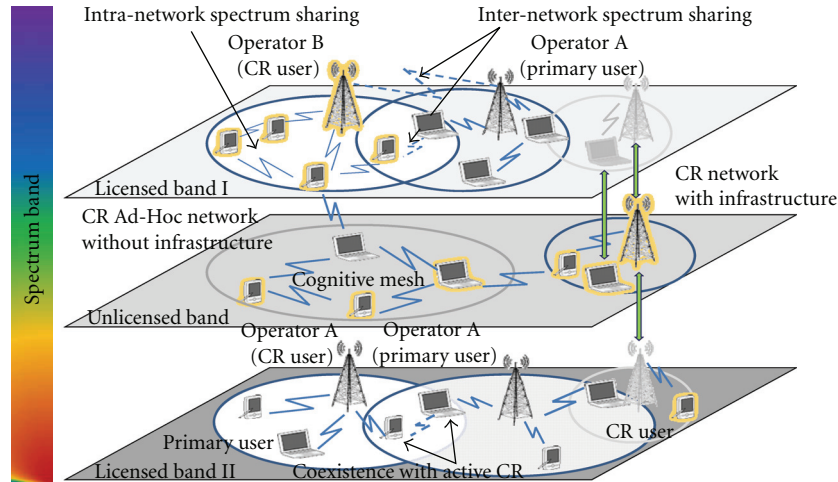 Intra-network spectrum sharing
Inter-network spectrum sharing
Operator B
(CR user)
Operator A
(primary user)
Licensed band I
CR network
with infrastructure
CR Ad-Hoc network
without infrastructure
Cognitive mesh
Unlicensed band
Spectrum band
Operator A
(CR user)
Operator A
(primary user)
Primary user
CR user
Licensed band II
Coexistence with active CR